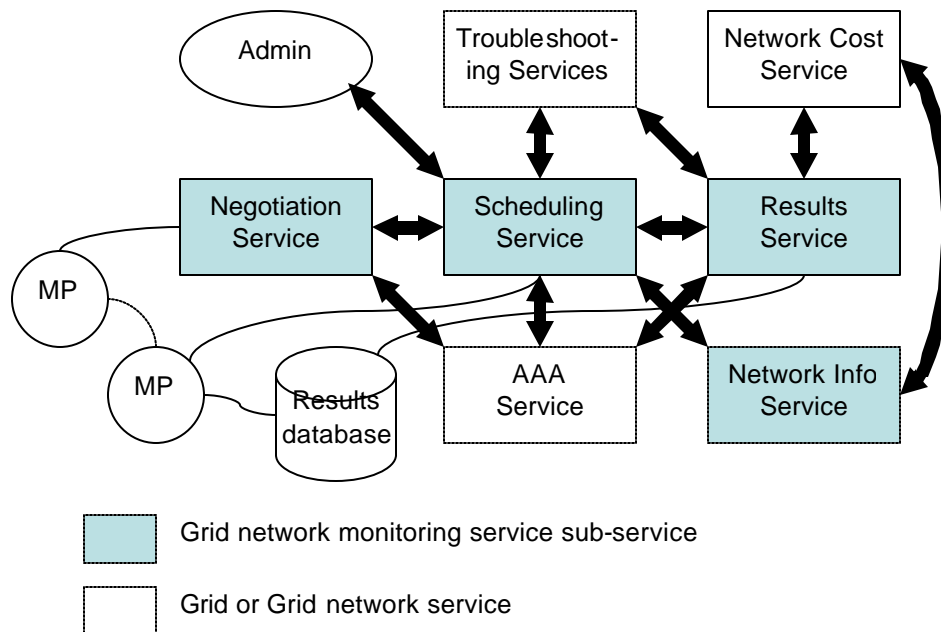 Admin
Troubleshoot-
ing Services
Network Cost
Service
Negotiation
Service
Scheduling
Service
Results
Service
MP
MP
Results
database
AAA
Service
Network Info
Service
Grid network monitoring service sub-service
Grid or Grid network service